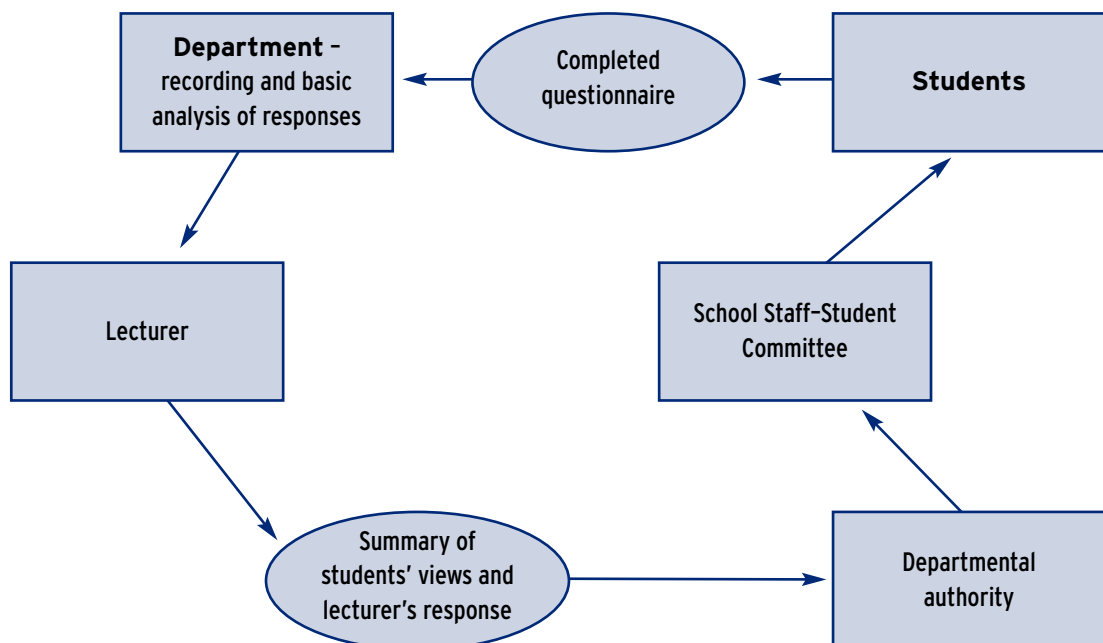 Department –
recording and basic
analysis of responses
Completed
questionnaire
Students
Lecturer
School Staff–Student
Committee
Summary of
students’ views and
lecturer’s response
Departmental
authority